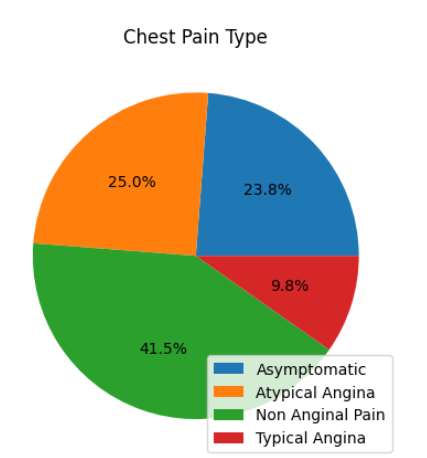 Chest Pain Type
25.0%
23.8%
9.8%
41.5%
Asymptomatic
Atypical Angina
Non Anginal Pain
Typical Angina